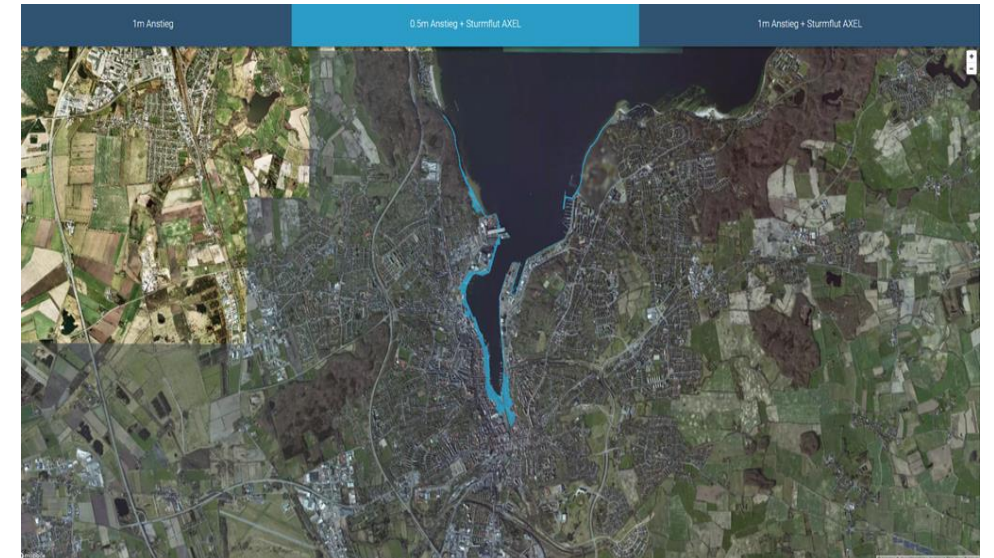 1m Anstieg
0.5m Anstieg + Sturmflut AXEL
1m Anstieg + Sturmflut AXEL
+
-